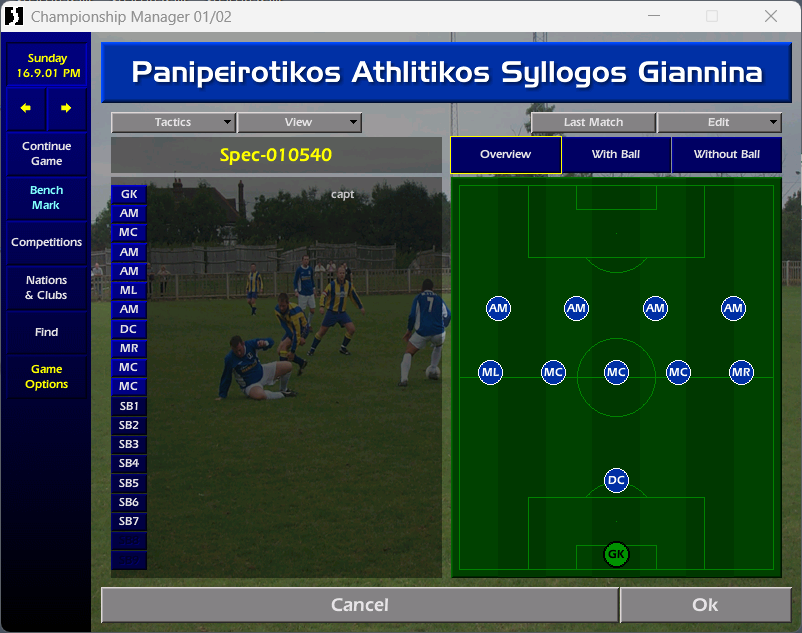 Championship Manager 01/02
Sunday
16.9.01 PM
Continue
Game
Bench
Mark
Competitions
Nations
& Clubs
Find
Game
Options
Panipeirotikos Athlitikos Syllogos Giannina
Tactics View Last Match Edit
Spec-010540
Overview With Ball Without Ball
GK capt
AM
MC
AM
AM
ML
AM
DC
MR
MC
MC
SB1
SB2
SB3
SB4
SB5
SB6
SB7
AM AM AM AM
ML MC MC MC MR
DC
GK
7
Cancel Ok